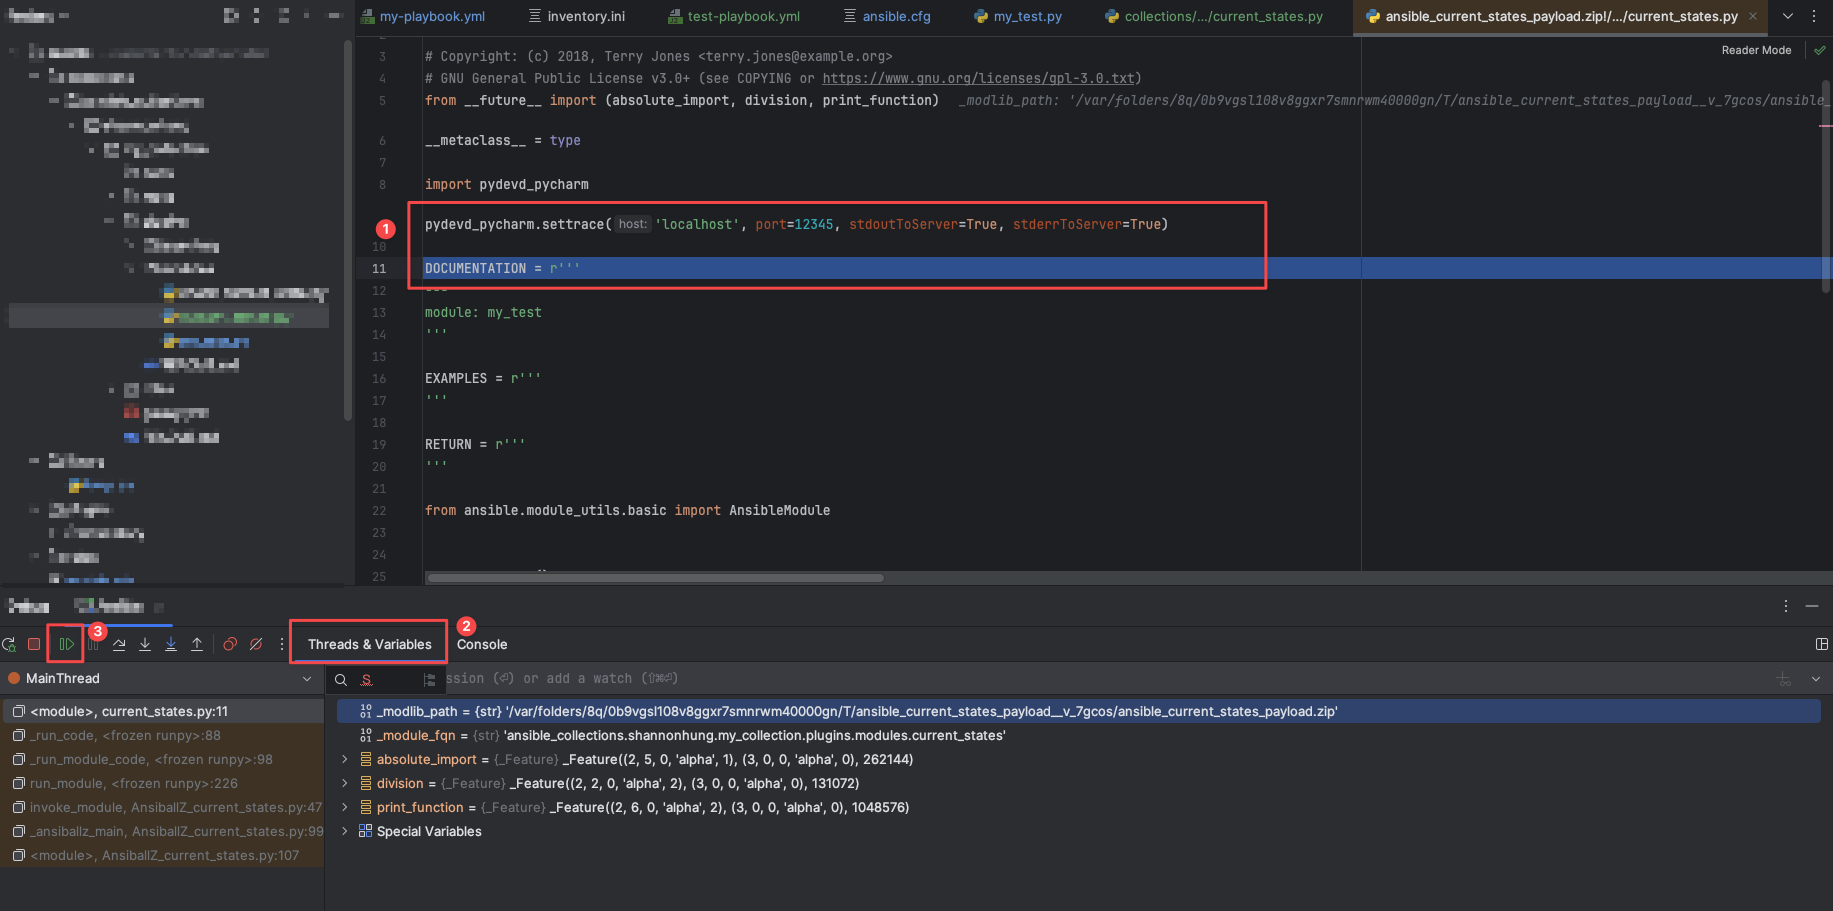 my-playbook.yml
inventory.ini
test-playbook.yml
ansible.cfg
my_test.py
collections/.../current_states.py
ansible_current_states_payload.zip!/.../current_states.py
Reader Mode
3 # Copyright: (c) 2018, Terry Jones <terry.jones@example.org>
4 # GNU General Public License v3.0+ (see COPYING or https://www.gnu.org/licenses/gpl-3.0.txt)
5 from __future__ import (absolute_import, division, print_function) _modlib_path: '/var/folders/8q/0b9vgsl108v8ggxr7smnrwm40000gn/T/ansible_current_states_payload__v_7gcos/ansible_
6 __metaclass__ = type
7
8 import pydevd_pycharm
1 pydevd_pycharm.settrace( host: 'localhost', port=12345, stdoutToServer=True, stderrToServer=True)
10
11 DOCUMENTATION = r'''
12 ---
13 module: my_test
14 '''
15
16 EXAMPLES = r'''
17 '''
18
19 RETURN = r'''
20 '''
21
22 from ansible.module_utils.basic import AnsibleModule
23
24
25
3
Threads & Variables
2
Console
MainThread
ssion (⏎) or add a watch (⇧⌘⏎)
<module>, current_states.py:11
_run_code, <frozen runpy>:88
_run_module_code, <frozen runpy>:98
run_module, <frozen runpy>:226
invoke_module, AnsiballZ_current_states.py:47
_ansiballz_main, AnsiballZ_current_states.py:99
<module>, AnsiballZ_current_states.py:107
_modlib_path = {str} '/var/folders/8q/0b9vgsl108v8ggxr7smnrwm40000gn/T/ansible_current_states_payload__v_7gcos/ansible_current_states_payload.zip'
_module_fqn = {str} 'ansible_collections.shannonhung.my_collection.plugins.modules.current_states'
absolute_import = {_Feature} _Feature((2, 5, 0, 'alpha', 1), (3, 0, 0, 'alpha', 0), 262144)
division = {_Feature} _Feature((2, 2, 0, 'alpha', 2), (3, 0, 0, 'alpha', 0), 131072)
print_function = {_Feature} _Feature((2, 6, 0, 'alpha', 2), (3, 0, 0, 'alpha', 0), 1048576)
Special Variables